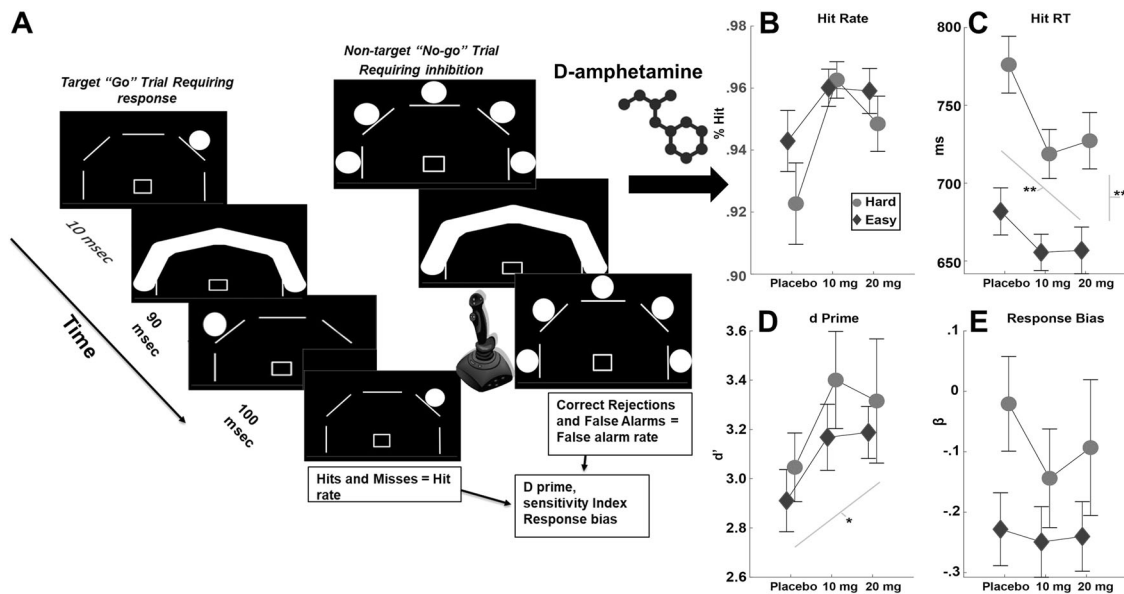 A
Target “Go” Trial Requiring
response
Non-target “No-go” Trial
Requiring inhibition
D-amphetamine
10 msec
90
msec
100
msec
Time
Correct Rejections
and False Alarms =
False alarm rate
Hits and Misses = Hit
rate
D prime,
sensitivity Index
Response bias
B
Hit Rate
% Hit
.98
.96
.94
.92
.90
Hard
Easy
Placebo 10 mg 20 mg
C
Hit RT
ms
800
750
700
650
**
**
Placebo 10 mg 20 mg
D
d Prime
d'
3.6
3.4
3.2
3.0
2.8
2.6
*
Placebo 10 mg 20 mg
E
Response Bias
β
.1
0
-.1
-.2
-.3
Placebo 10 mg 20 mg